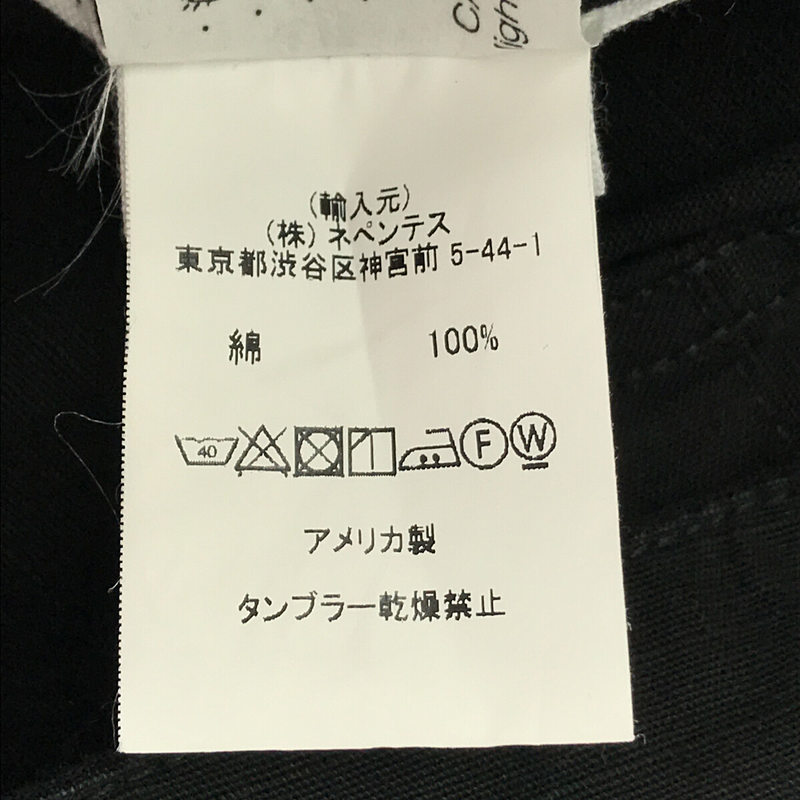 (輸入元)
(株) ネペンテス
東京都渋谷区神宮前 5-44-1
綿 100%
40 F W
アメリカ製
タンブラー乾燥禁止